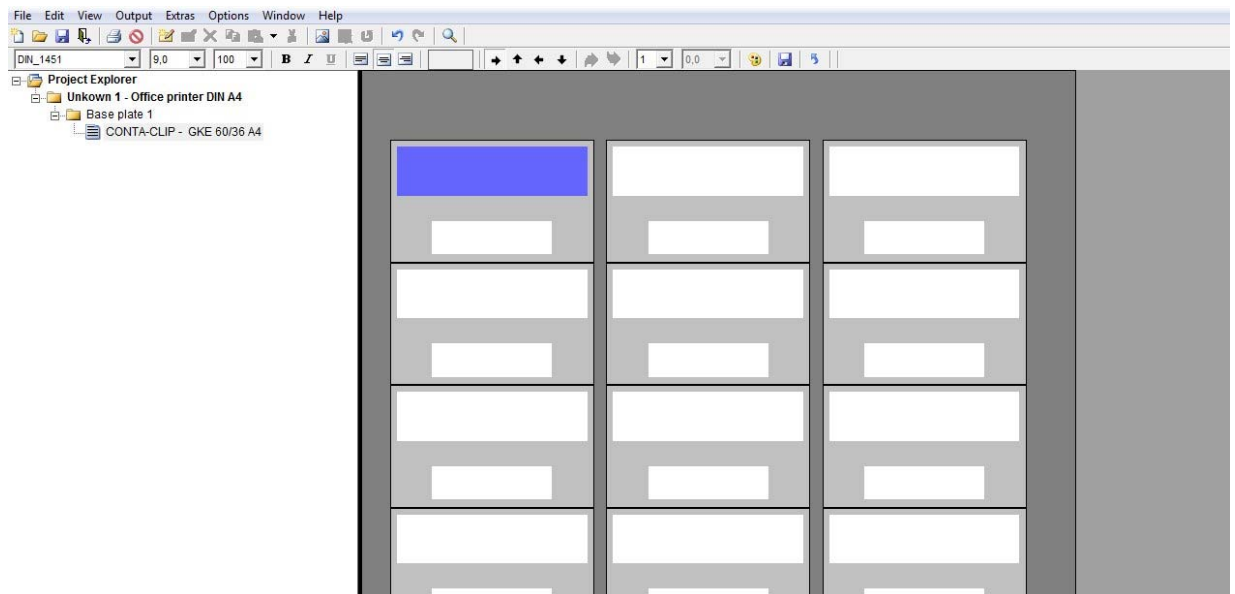 File Edit View Output Extras Options Window Help
DIN_1451 9,0 100 B I U 1 0,0
Project Explorer
Unkown 1 - Office printer DIN A4
Base plate 1
CONTA-CLIP - GKE 60/36 A4